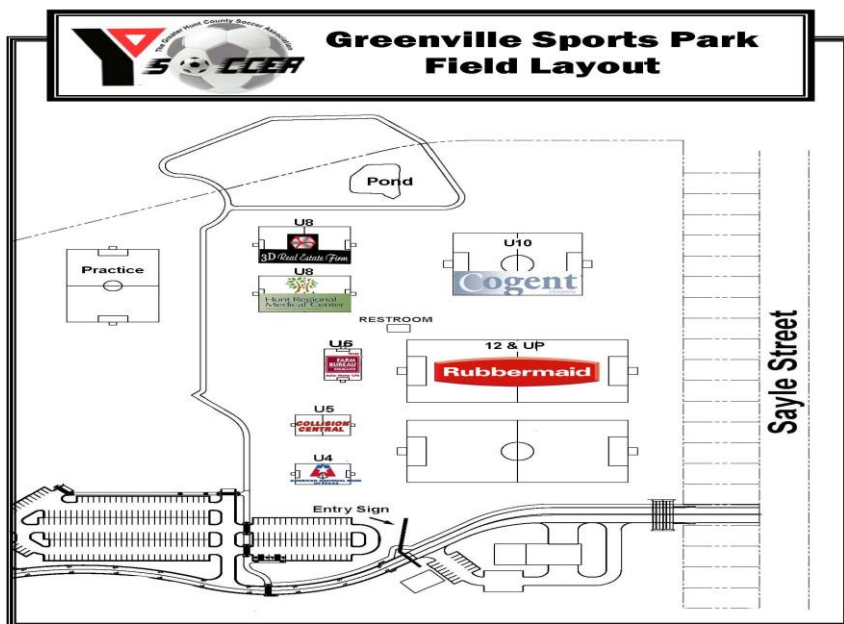 The Greater Hunt County Soccer Association
Y SOCCER
Greenville Sports Park
Field Layout
Pond
U8
3D Real Estate Firm
U10
Practice
Cogent
U8
Hunt Regional
Medical Center
RESTROOM
U6
FARM
BUREAU
12 & UP
Rubbermaid
Sayle Street
U5
COLLISION
CENTRAL
U4
Entry Sign